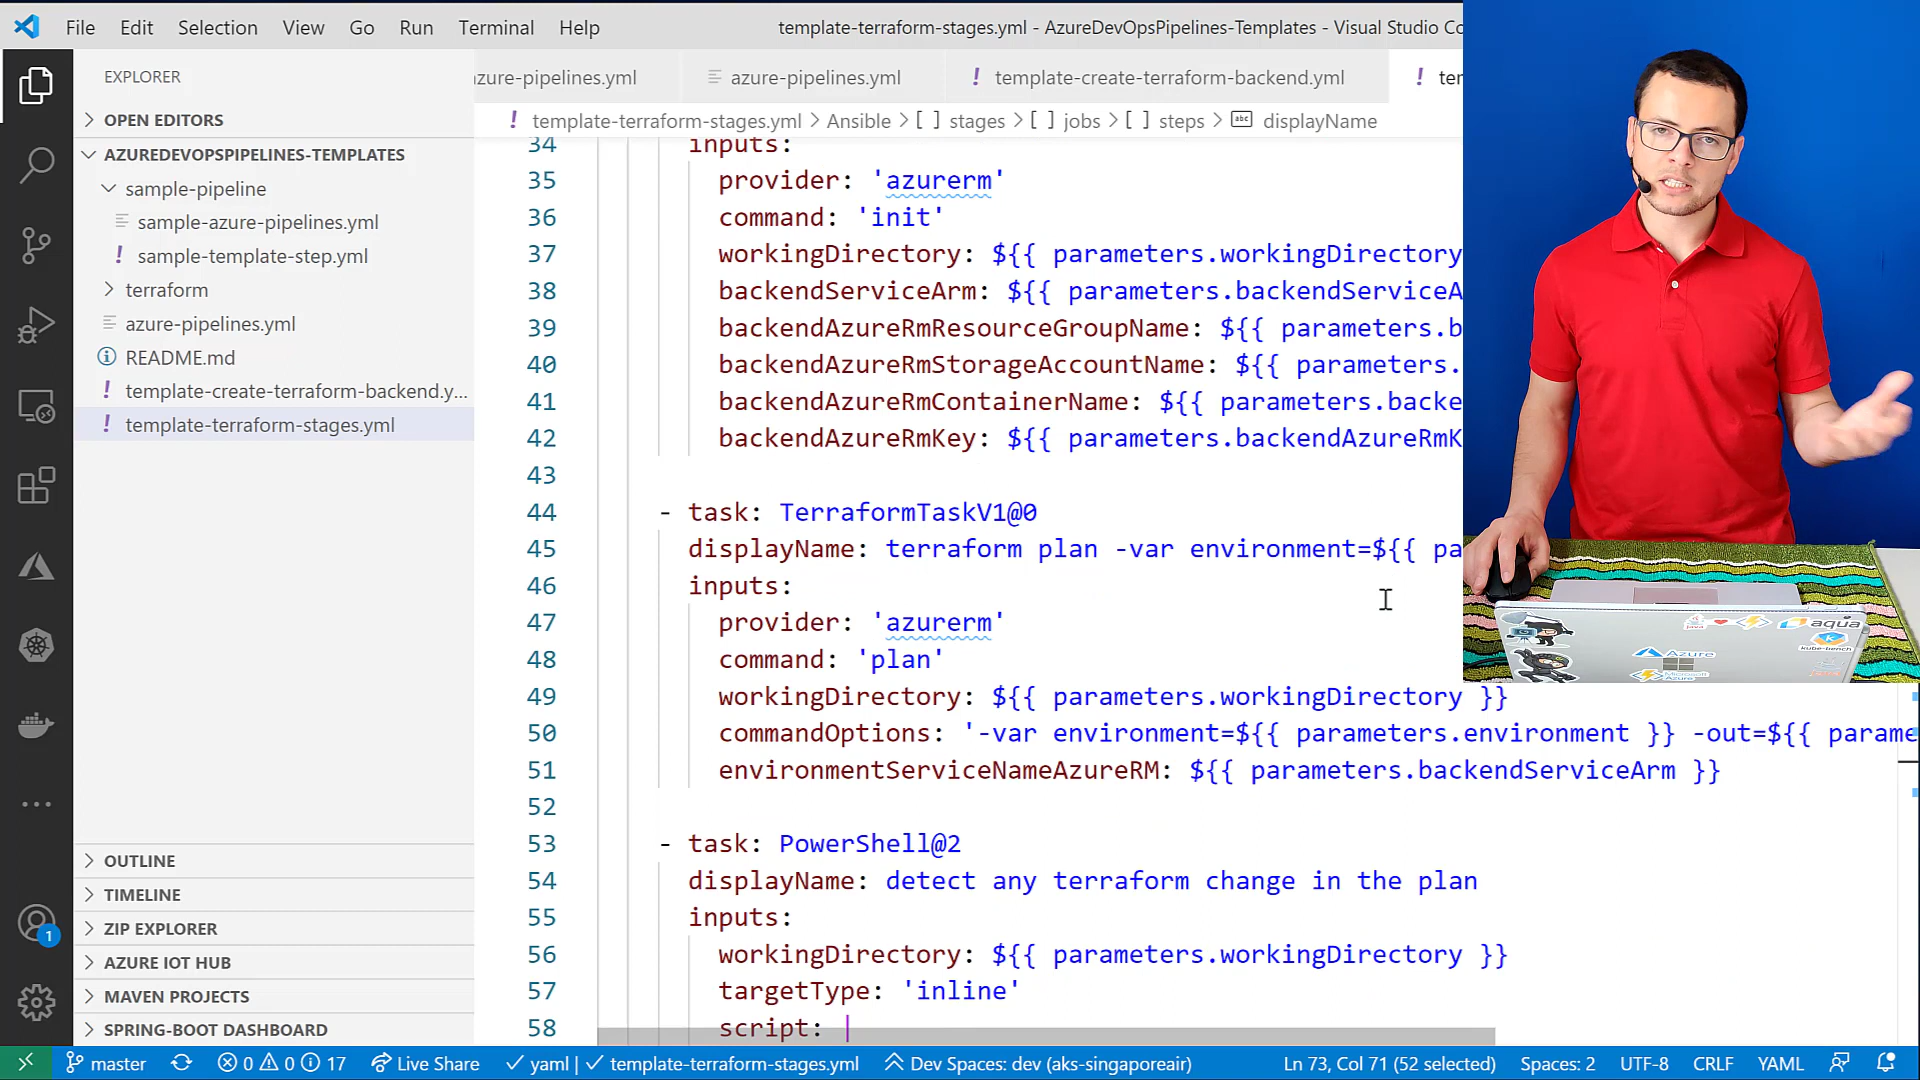 File Edit Selection View Go Run Terminal Help
template-terraform-stages.yml - AzureDevOpsPipelines-Templates - Visual Studio Co
EXPLORER
OPEN EDITORS
AZUREDEVOPSPIPELINES-TEMPLATES
sample-pipeline
sample-azure-pipelines.yml
sample-template-step.yml
terraform
azure-pipelines.yml
README.md
template-create-terraform-backend.y...
template-terraform-stages.yml
OUTLINE
TIMELINE
ZIP EXPLORER
AZURE IOT HUB
MAVEN PROJECTS
SPRING-BOOT DASHBOARD
1
azure-pipelines.yml azure-pipelines.yml template-create-terraform-backend.yml
template-terraform-stages.yml > Ansible > [ ] stages > [ ] jobs > [ ] steps > abc displayName
34 inputs:
35 provider: 'azurerm'
36 command: 'init'
37 workingDirectory: ${{ parameters.workingDirectory
38 backendServiceArm: ${{ parameters.backendServiceA
39 backendAzureRmResourceGroupName: ${{ parameters.b
40 backendAzureRmStorageAccountName: ${{ parameters.
41 backendAzureRmContainerName: ${{ parameters.backe
42 backendAzureRmKey: ${{ parameters.backendAzureRmK
43
44 - task: TerraformTaskV1@0
45 displayName: terraform plan -var environment=${{ pa
46 inputs:
47 provider: 'azurerm'
48 command: 'plan'
49 workingDirectory: ${{ parameters.workingDirectory }}
50 commandOptions: '-var environment=${{ parameters.environment }} -out=${{ parame
51 environmentServiceNameAzureRM: ${{ parameters.backendServiceArm }}
52
53 - task: PowerShell@2
54 displayName: detect any terraform change in the plan
55 inputs:
56 workingDirectory: ${{ parameters.workingDirectory }}
57 targetType: 'inline'
58 script: |
aqua
kube-bench
Azure
Microsoft Azure
master 0 0 17 Live Share yaml | template-terraform-stages.yml Dev Spaces: dev (aks-singaporeair) Ln 73, Col 71 (52 selected) Spaces: 2 UTF-8 CRLF YAML